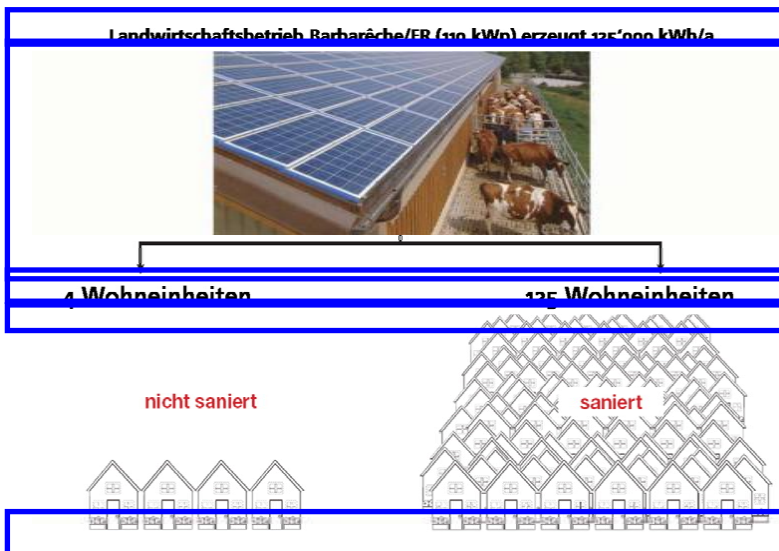 Landwirtschaftsbetrieb Barbarêche/FR (110 kWp) erzeugt 125‘000 kWh/a
4 Wohneinheiten
125 Wohneinheiten
nicht saniert
saniert